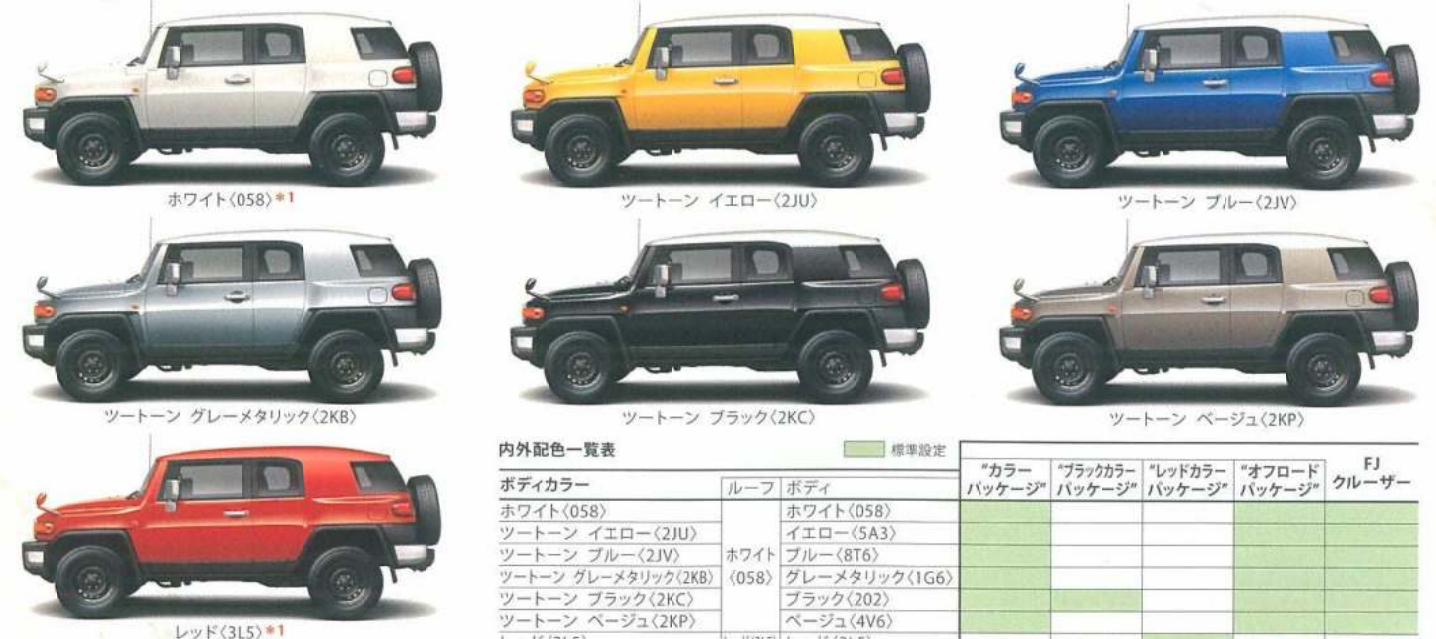 ホワイト〈058〉*1
ツートーン イエロー〈2JU〉
ツートーン ブルー〈2JV〉
ツートーン グレーメタリック〈2KB〉
ツートーン ブラック〈2KC〉
ツートーン ベージュ〈2KP〉
レッド〈3L5〉*1
内外配色一覧表
標準設定
ボディカラー ルーフ ボディ "カラーパッケージ" "ブラックカラーパッケージ" "レッドカラーパッケージ" "オフロードパッケージ" FJクルーザー
ホワイト〈058〉 ホワイト〈058〉 ホワイト〈058〉
ツートーン イエロー〈2JU〉 イエロー〈5A3〉
ツートーン ブルー〈2JV〉 ブルー〈8T6〉
ツートーン グレーメタリック〈2KB〉 グレーメタリック〈1G6〉
ツートーン ブラック〈2KC〉 ブラック〈202〉
ツートーン ベージュ〈2KP〉 ベージュ〈4V6〉